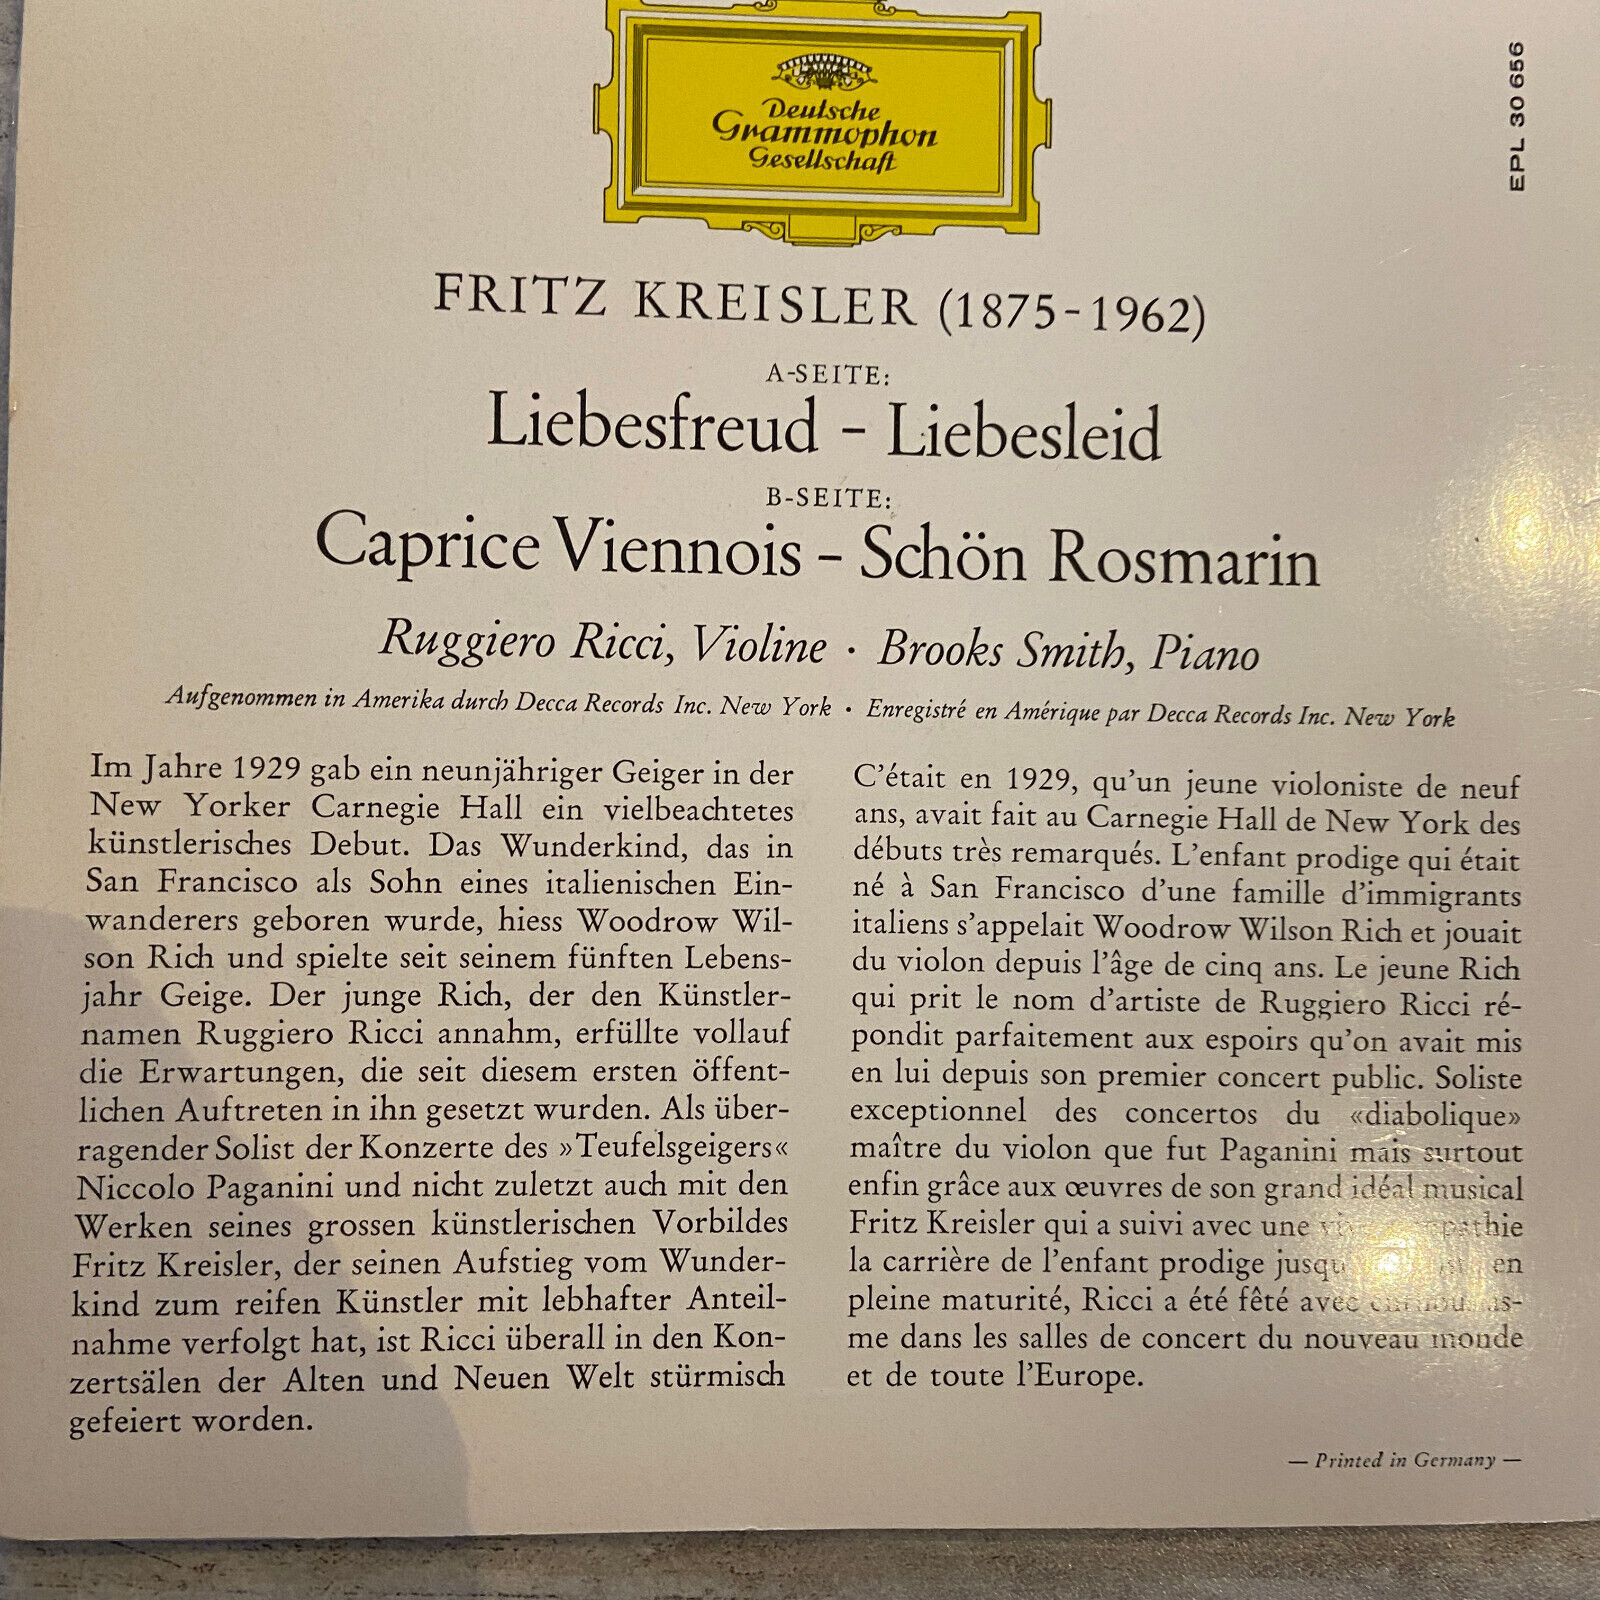 Deutsche
Grammophon
Gesellschaft
EPL 30 656
FRITZ KREISLER (1875-1962)
A-SEITE:
Liebesfreud - Liebesleid
B-SEITE:
Caprice Viennois - Schön Rosmarin
Ruggiero Ricci, Violine · Brooks Smith, Piano
Aufgenommen in Amerika durch Decca Records Inc. New York · Enregistré en Amérique par Decca Records Inc. New York
Im Jahre 1929 gab ein neunjähriger Geiger in der
New Yorker Carnegie Hall ein vielbeachtetes
künstlerisches Debut. Das Wunderkind, das in
San Francisco als Sohn eines italienischen Ein-
wanderers geboren wurde, hiess Woodrow Wil-
son Rich und spielte seit seinem fünften Lebens-
jahr Geige. Der junge Rich, der den Künstler-
namen Ruggiero Ricci annahm, erfüllte vollauf
die Erwartungen, die seit diesem ersten öffent-
lichen Auftreten in ihn gesetzt wurden. Als über-
ragender Solist der Konzerte des »Teufelsgeigers«
Niccolo Paganini und nicht zuletzt auch mit den
Werken seines grossen künstlerischen Vorbildes
Fritz Kreisler, der seinen Aufstieg vom Wunder-
kind zum reifen Künstler mit lebhafter Anteil-
nahme verfolgt hat, ist Ricci überall in den Kon-
zertsälen der Alten und Neuen Welt stürmisch
gefeiert worden.
C'était en 1929, qu'un jeune violoniste de neuf
ans, avait fait au Carnegie Hall de New York des
débuts très remarqués. L'enfant prodige qui était
né à San Francisco d'une famille d'immigrants
italiens s'appelait Woodrow Wilson Rich et jouait
du violon depuis l'âge de cinq ans. Le jeune Rich
qui prit le nom d'artiste de Ruggiero Ricci ré-
pondit parfaitement aux espoirs qu'on avait mis
en lui depuis son premier concert public. Soliste
exceptionnel des concertos du «diabolique»
maître du violon que fut Paganini mais surtout
enfin grâce aux œuvres de son grand idéal musical
Fritz Kreisler qui a suivi avec une
la carrière de l'enfant prodige en
pleine maturité, Ricci a été fêté avec
me dans les salles de concert du nouveau monde
et de toute l'Europe.
— Printed in Germany —